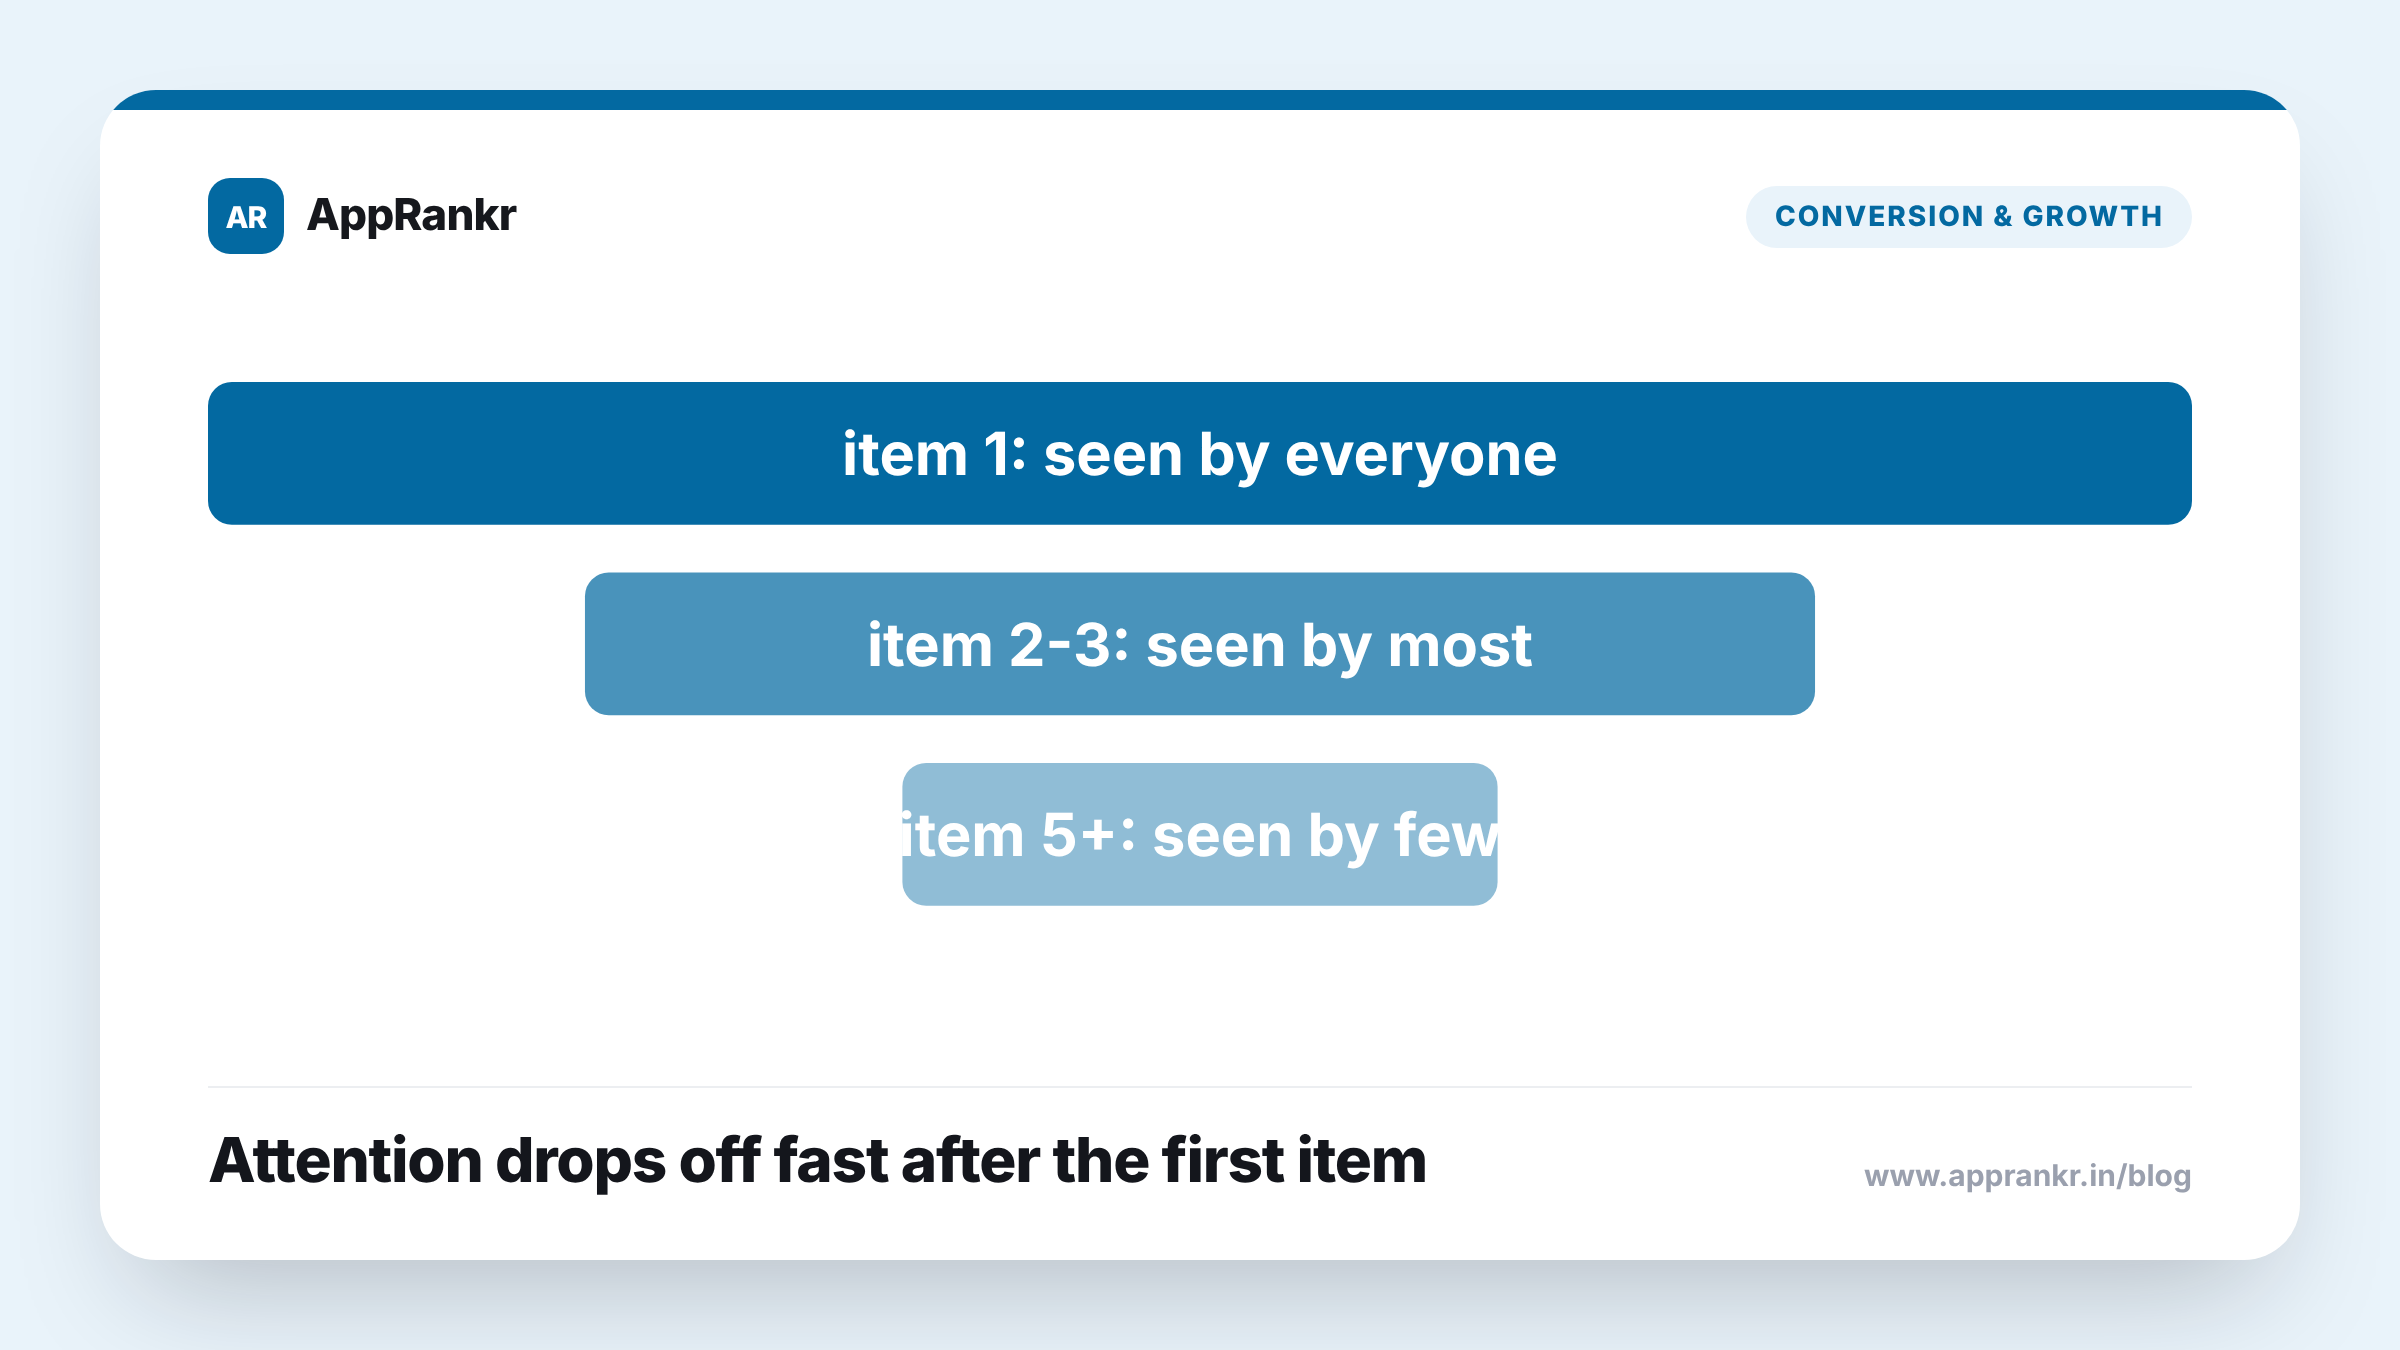 AR AppRankr
CONVERSION & GROWTH
item 1: seen by everyone
item 2-3: seen by most
item 5+: seen by few
Attention drops off fast after the first item
www.apprankr.in/blog